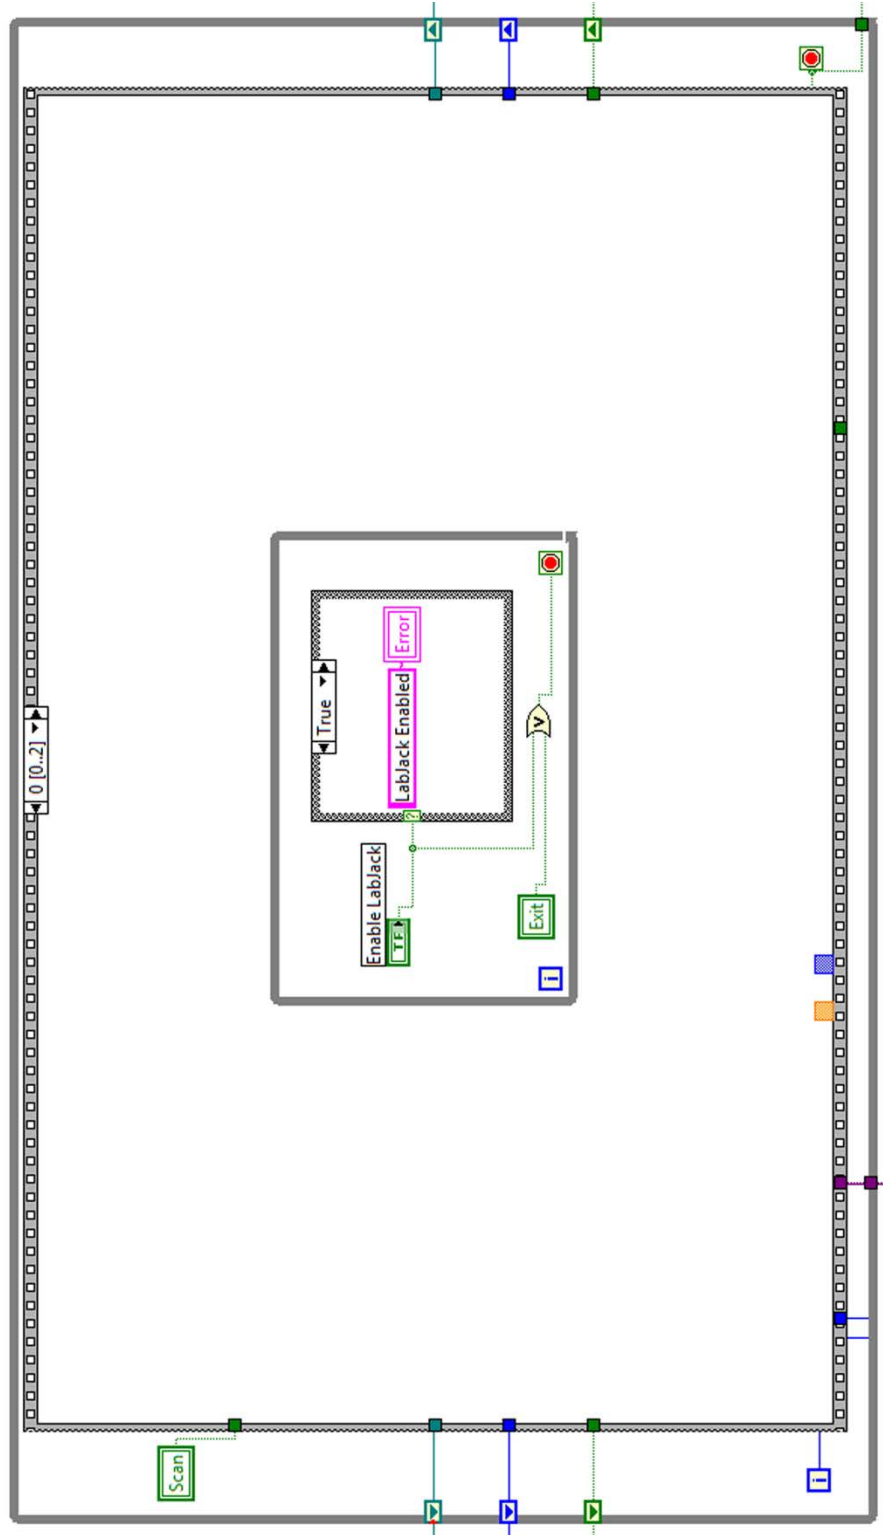 0 [0..2]
True
LabJack Enabled
Error
Enable LabJack
TF
Exit
i
Scan
i